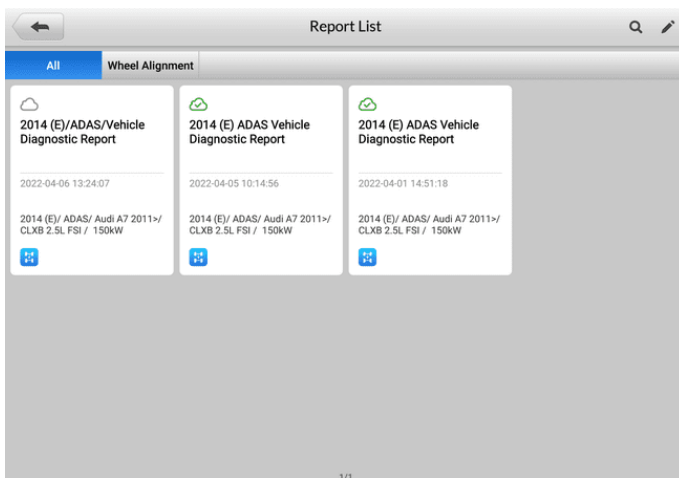 Report List
All
Wheel Alignment
2014 (E)/ADAS/Vehicle
Diagnostic Report
2022-04-06 13:24:07
2014 (E)/ ADAS/ Audi A7 2011>/
CLXB 2.5L FSI / 150kW
2014 (E) ADAS Vehicle
Diagnostic Report
2022-04-05 10:14:56
2014 (E)/ ADAS/ Audi A7 2011>/
CLXB 2.5L FSI / 150kW
2014 (E) ADAS Vehicle
Diagnostic Report
2022-04-01 14:51:18
2014 (E)/ ADAS/ Audi A7 2011>/
CLXB 2.5L FSI / 150kW
1/1